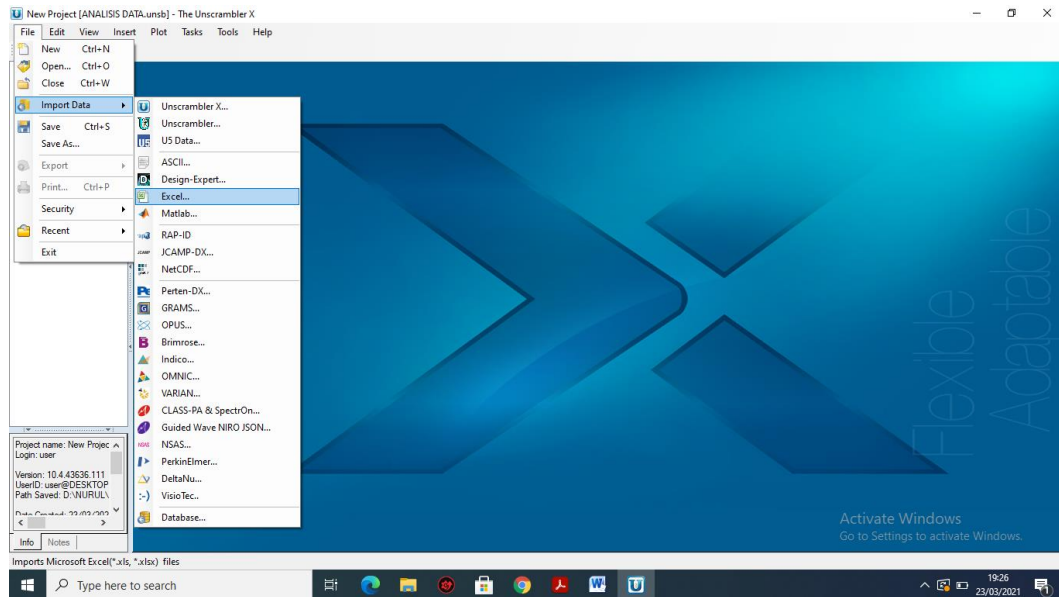 New Project [ANALISIS DATA.unsb] - The Unscrambler X
File Edit View Insert Plot Tasks Tools Help
New Ctrl+N
Open... Ctrl+O
Close Ctrl+W
Import Data
Save Ctrl+S
Save As...
Export
Print... Ctrl+P
Security
Recent
Exit
Unscrambler X...
Unscrambler...
U5 Data...
ASCII...
Design-Expert...
Excel...
Matlab...
RAP-ID
JCAMP-DX...
NetCDF...
Perten-DX...
GRAMS...
OPUS...
Brimrose...
Indico...
OMNIC...
VARIAN...
CLASS-PA & SpectrOn...
Guided Wave NIRO JSON...
NSAS...
PerkinElmer...
DeltaNu...
VisioTec..
Database...
Flexible
Adaptable
Project name: New Projec
Login: user
Version: 10.4.43636.111
UserID: user@DESKTOP
Path Saved: D:\NURUL\
Info Notes
Activate Windows
Go to Settings to activate Windows.
Imports Microsoft Excel(*.xls, *.xlsx) files
Type here to search
19:26
23/03/2021